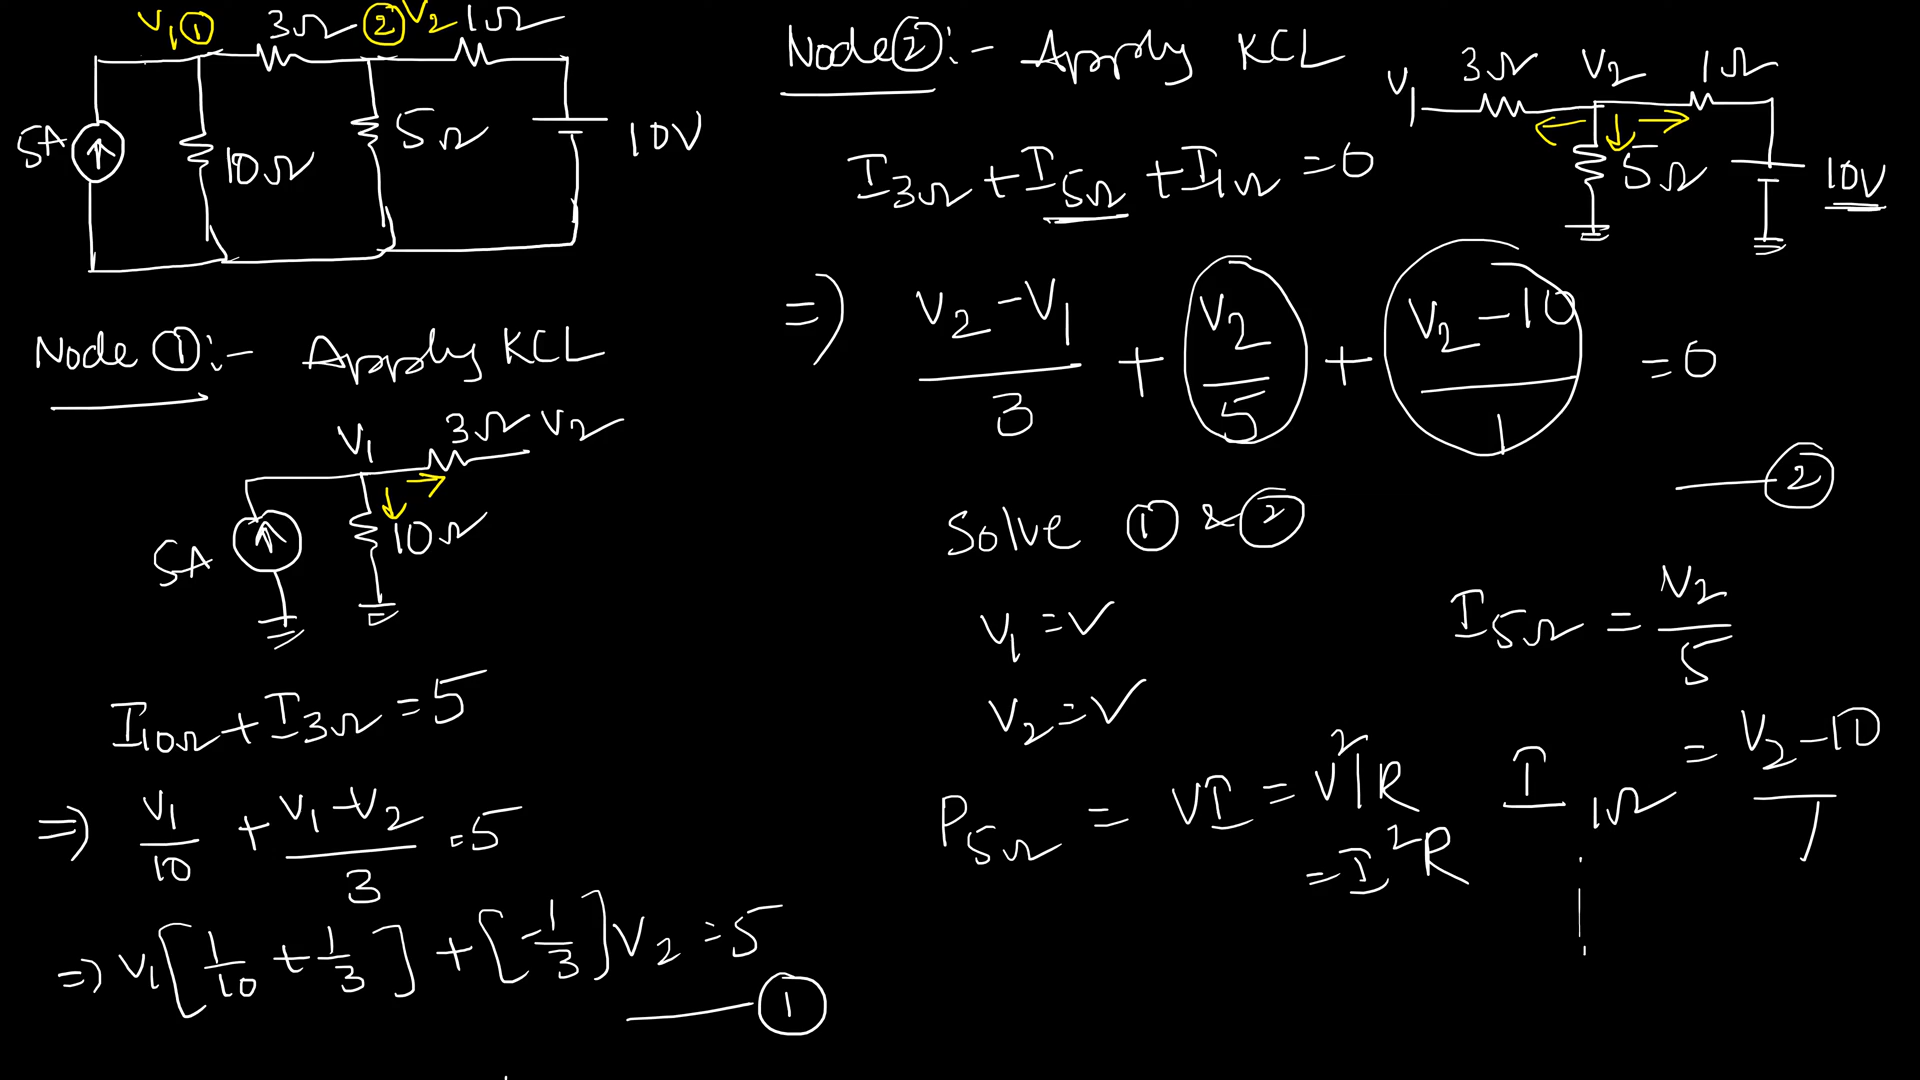 V₁ ① 3Ω ② V₂ 1Ω
5A 10Ω 5Ω 10V
Node ①:- Apply KCL
V₁ 3Ω V₂
5A 10Ω
I10Ω + I3Ω = 5
⇒ V₁/10 + (V₁ - V₂)/3 = 5
⇒ V₁ [1/10 + 1/3] + [-1/3] V₂ = 5
①
Node ②:- Apply KCL
V₁ 3Ω V₂ 1Ω
5Ω 10V
I3Ω + I5Ω + I1Ω = 0
⇒ (V₂ - V₁)/3 + V₂/5 + (V₂ - 10)/1 = 0
②
Solve ① & ②
V₁ = ✓
V₂ = ✓
I5Ω = V₂/5
P5Ω = VI = V²/R
= I²R
I1Ω = (V₂ - 10)/1